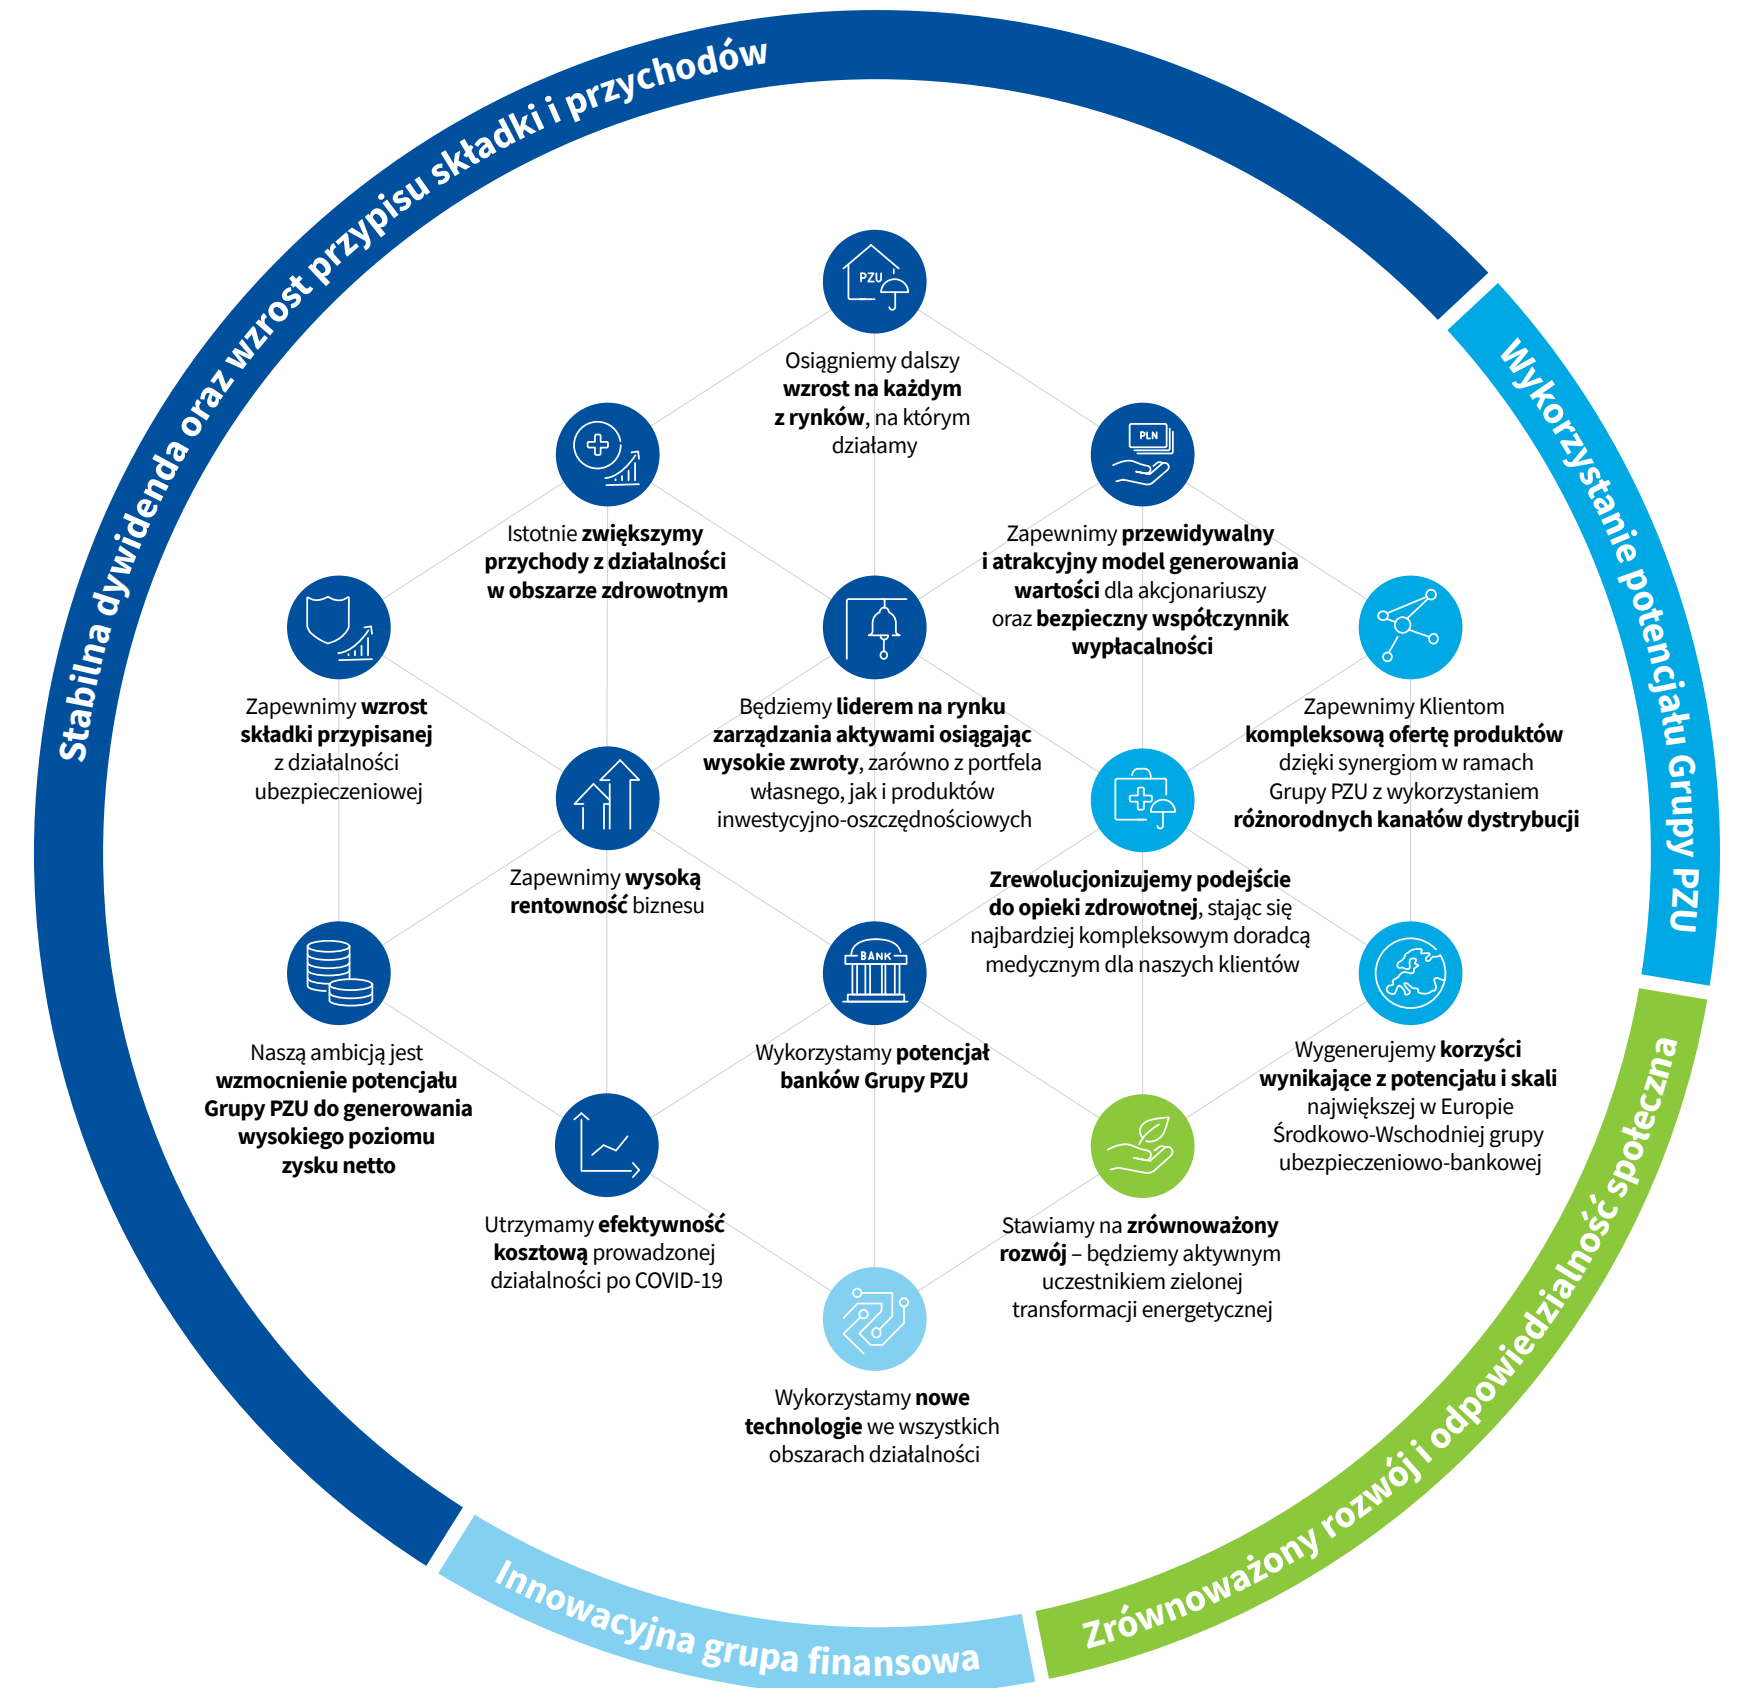 Stabilna dywidenda oraz wzrost przypisu składki i przychodów
Wykorzystanie potencjału Grupy PZU
Zrównoważony rozwój i odpowiedzialność społeczna
Innowacyjna grupa finansowa
PZU
Osiągniemy dalszy
wzrost na każdym
z rynków, na którym
działamy
Istotnie zwiększymy
przychody z działalności
w obszarze zdrowotnym
PLN
Zapewnimy przewidywalny
i atrakcyjny model generowania
wartości dla akcjonariuszy
oraz bezpieczny współczynnik
wypłacalności
Zapewnimy wzrost
składki przypisanej
z działalności
ubezpieczeniowej
Będziemy liderem na rynku
zarządzania aktywami osiągając
wysokie zwroty, zarówno z portfela
własnego, jak i produktów
inwestycyjno-oszczędnościowych
Zapewnimy Klientom
kompleksową ofertę produktów
dzięki synergiom w ramach
Grupy PZU z wykorzystaniem
różnorodnych kanałów dystrybucji
Zapewnimy wysoką
rentowność biznesu
Zrewolucjonizujemy podejście
do opieki zdrowotnej, stając się
najbardziej kompleksowym doradcą
medycznym dla naszych klientów
Naszą ambicją jest
wzmocnienie potencjału
Grupy PZU do generowania
wysokiego poziomu
zysku netto
BANK
Wykorzystamy potencjał
banków Grupy PZU
Wygenerujemy korzyści
wynikające z potencjału i skali
największej w Europie
Środkowo-Wschodniej grupy
ubezpieczeniowo-bankowej
Utrzymamy efektywność
kosztową prowadzonej
działalności po COVID-19
Stawiamy na zrównoważony
rozwój – będziemy aktywnym
uczestnikiem zielonej
transformacji energetycznej
Wykorzystamy nowe
technologie we wszystkich
obszarach działalności